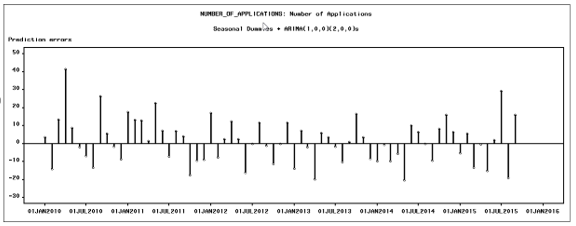 NUMBER_OF_APPLICATIONS: Number of Applications
Seasonal Dummies + ARIMA(1,0,0)(2,0,0)s
Prediction errors
50
40
30
20
10
0
-10
-20
-30
01JAN2010 01JUL2010 01JAN2011 01JUL2011 01JAN2012 01JUL2012 01JAN2013 01JUL2013 01JAN2014 01JUL2014 01JAN2015 01JUL2015 01JAN2016